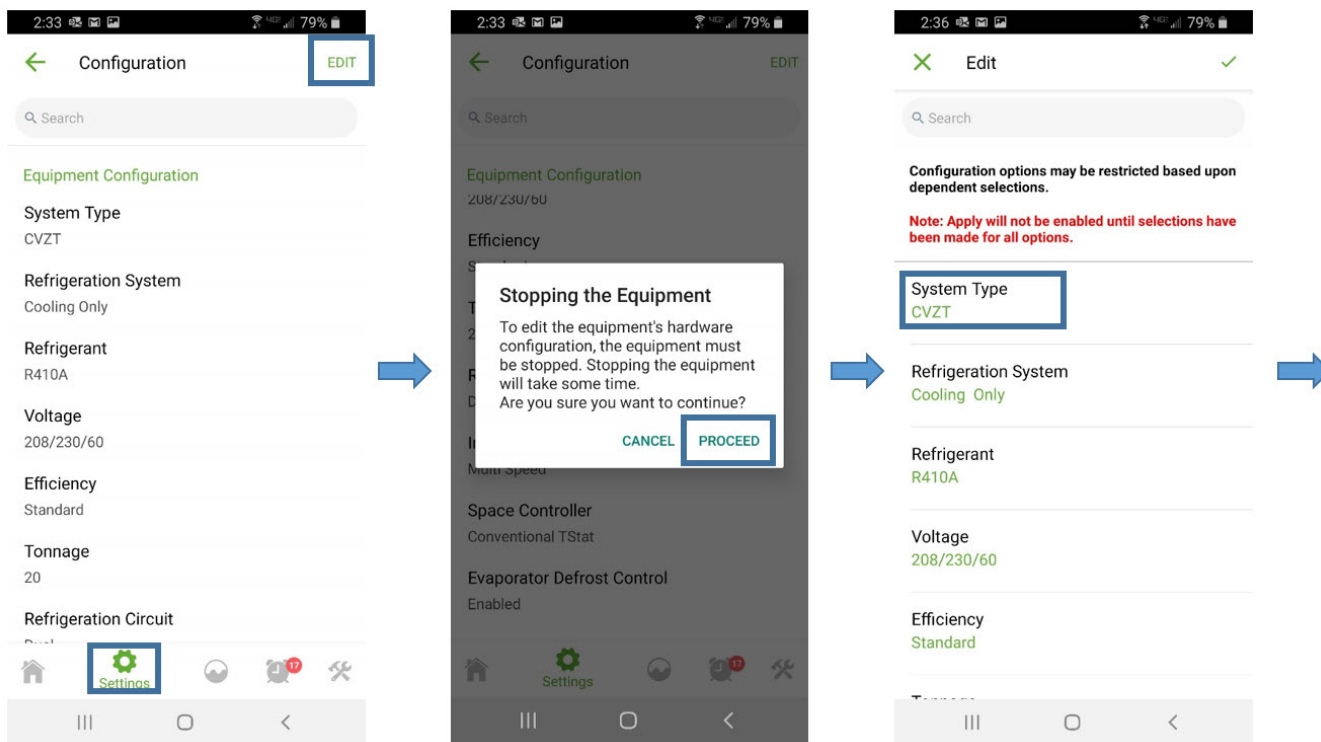 2:33
79%
Configuration
EDIT
Search
Equipment Configuration
System Type
CVZT
Refrigeration System
Cooling Only
Refrigerant
R410A
Voltage
208/230/60
Efficiency
Standard
Tonnage
20
Refrigeration Circuit
Dual
17
Settings
2:33
79%
Configuration
EDIT
Search
Equipment Configuration
208/230/60
Efficiency
Stopping the Equipment
To edit the equipment's hardware
configuration, the equipment must
be stopped. Stopping the equipment
will take some time.
Are you sure you want to continue?
CANCEL PROCEED
Multi Speed
Space Controller
Conventional TStat
Evaporator Defrost Control
Enabled
17
Settings
2:36
79%
Edit
Search
Configuration options may be restricted based upon
dependent selections.
Note: Apply will not be enabled until selections have
been made for all options.
System Type
CVZT
Refrigeration System
Cooling Only
Refrigerant
R410A
Voltage
208/230/60
Efficiency
Standard
Tonnage